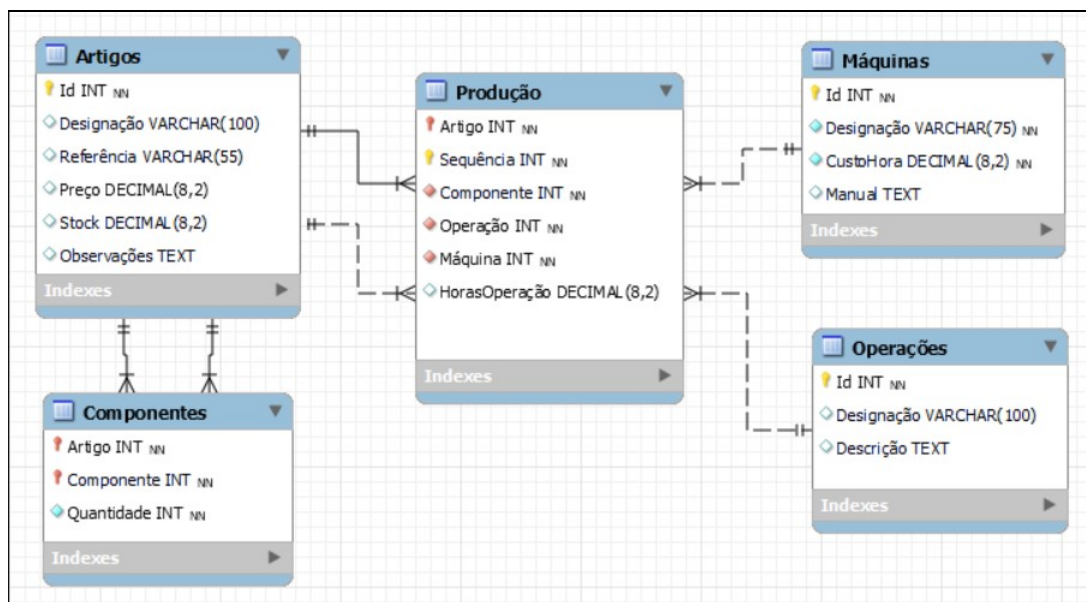 Artigos
Id INT NN
Designação VARCHAR(100)
Referência VARCHAR(55)
Preço DECIMAL(8,2)
Stock DECIMAL(8,2)
Observações TEXT
Indexes
Componentes
Artigo INT NN
Componente INT NN
Quantidade INT NN
Indexes
Produção
Artigo INT NN
Sequência INT NN
Componente INT NN
Operação INT NN
Máquina INT NN
HorasOperação DECIMAL(8,2)
Indexes
Máquinas
Id INT NN
Designação VARCHAR(75) NN
CustoHora DECIMAL(8,2) NN
Manual TEXT
Indexes
Operações
Id INT NN
Designação VARCHAR(100)
Descrição TEXT
Indexes